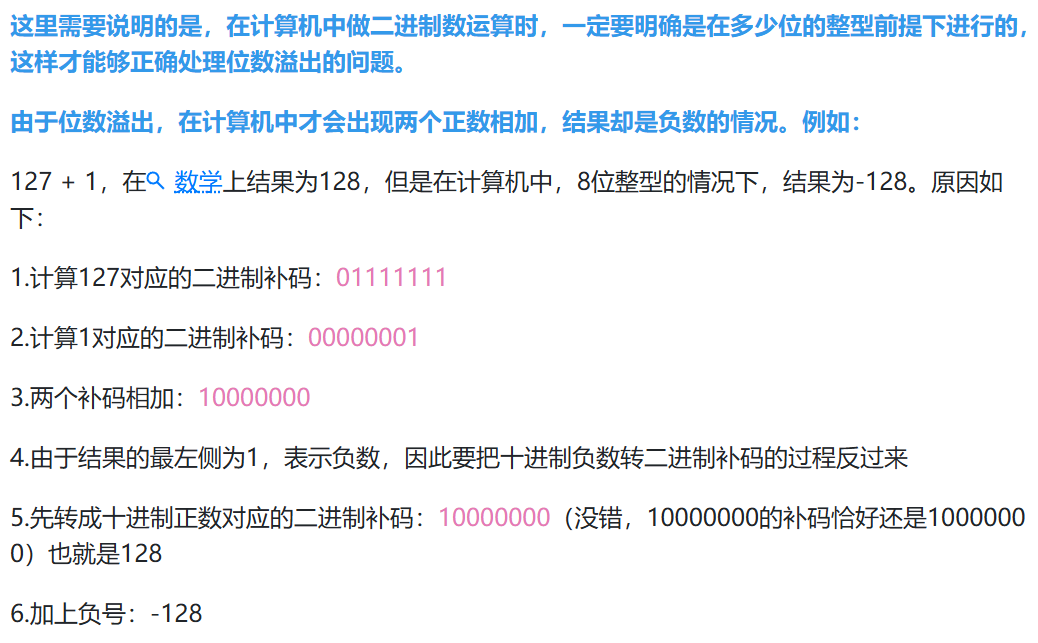 这里需要说明的是，在计算机中做二进制数运算时，一定要明确是在多少位的整型前提下进行的，
这样才能够正确处理位数溢出的问题。
由于位数溢出，在计算机中才会出现两个正数相加，结果却是负数的情况。例如：
127 + 1，在 数学上结果为128，但是在计算机中，8位整型的情况下，结果为-128。原因如
下：
1.计算127对应的二进制补码：01111111
2.计算1对应的二进制补码：00000001
3.两个补码相加：10000000
4.由于结果的最左侧为1，表示负数，因此要把十进制负数转二进制补码的过程反过来
5.先转成十进制正数对应的二进制补码：10000000（没错，10000000的补码恰好还是1000000
0）也就是128
6.加上负号：-128